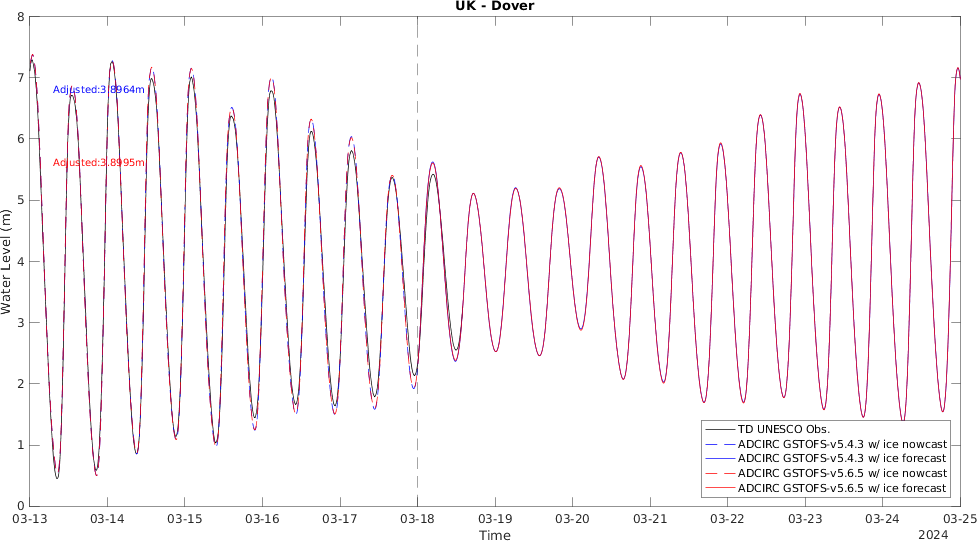 UK - Dover
8
7
6
5
4
3
2
1
0
Water Level (m)
Adjusted:3.8964m
Adjusted:3.8995m
TD UNESCO Obs.
ADCIRC GSTOFS-v5.4.3 w/ ice nowcast
ADCIRC GSTOFS-v5.4.3 w/ ice forecast
ADCIRC GSTOFS-v5.6.5 w/ ice nowcast
ADCIRC GSTOFS-v5.6.5 w/ ice forecast
03-13 03-14 03-15 03-16 03-17 03-18 03-19 03-20 03-21 03-22 03-23 03-24 03-25
Time
2024